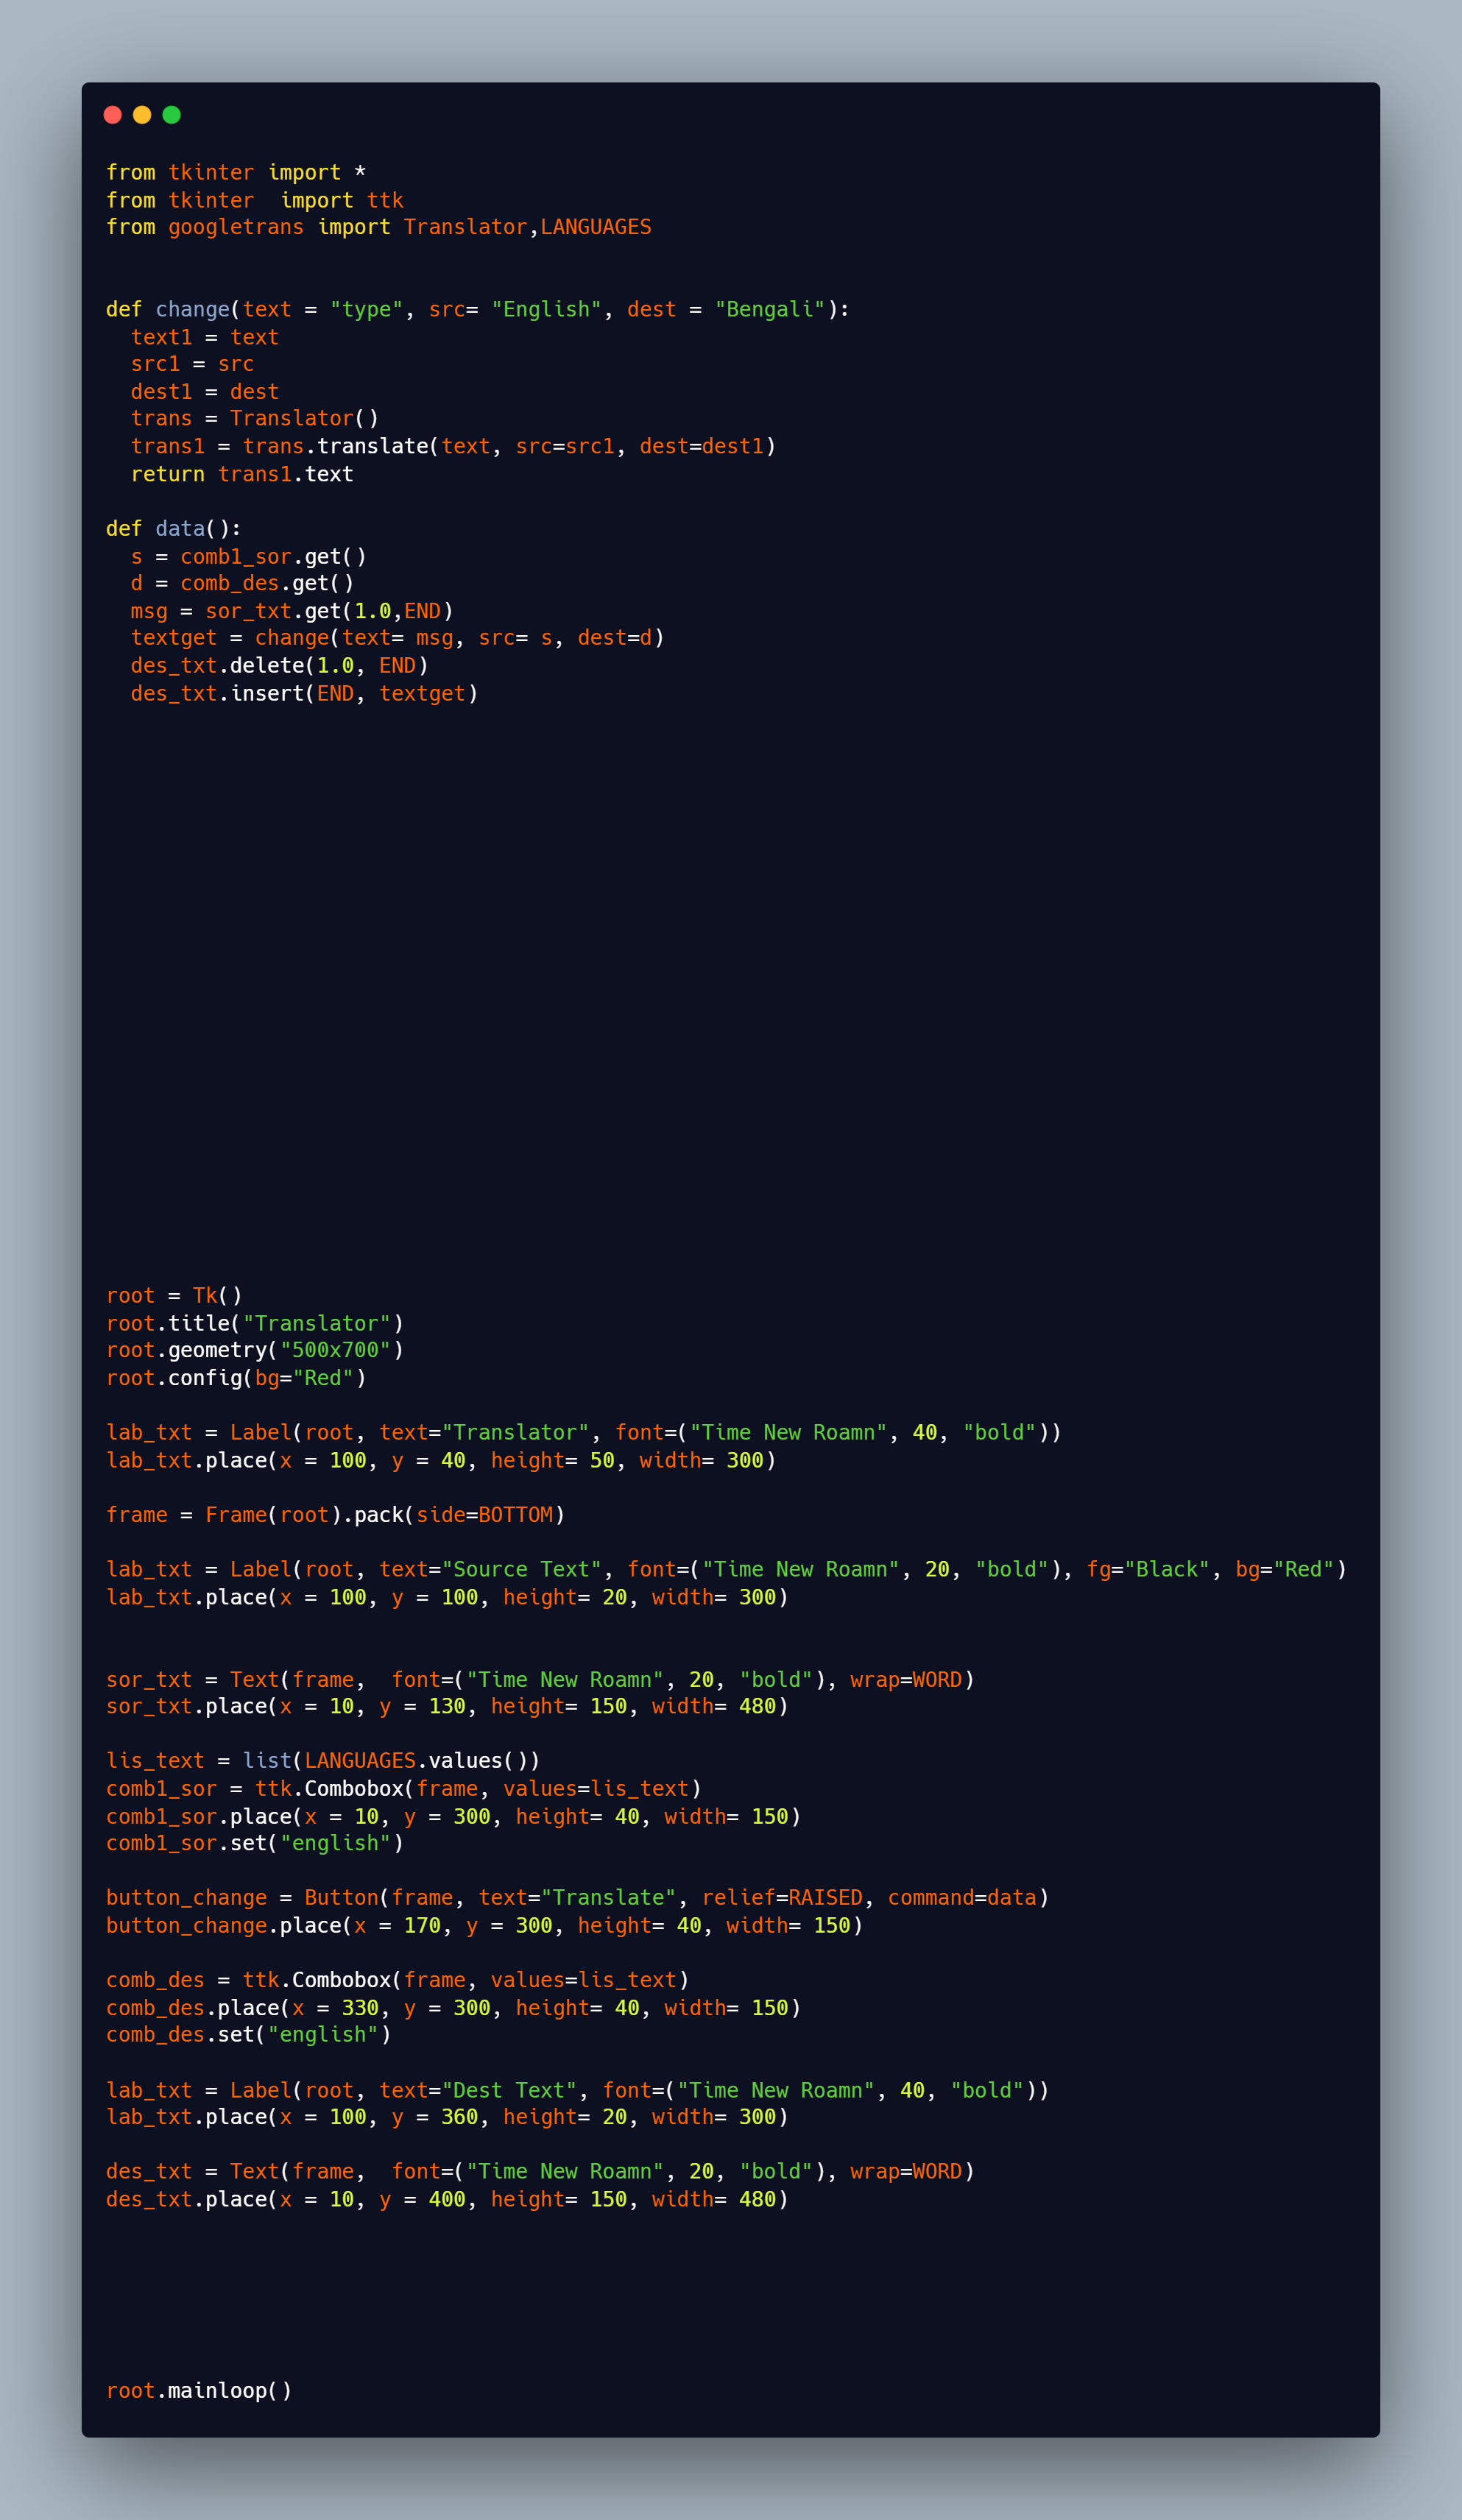 from tkinter import *
from tkinter  import ttk
from googletrans import Translator,LANGUAGES
def change(text = "type", src= "English", dest = "Bengali"):
  text1 = text
  src1 = src
  dest1 = dest
  trans = Translator()
  trans1 = trans.translate(text, src=src1, dest=dest1)
  return trans1.text
def data():
  s = comb1_sor.get()
  d = comb_des.get()
  msg = sor_txt.get(1.0,END)
  textget = change(text= msg, src= s, dest=d)
  des_txt.delete(1.0, END)
  des_txt.insert(END, textget)
root = Tk()
root.title("Translator")
root.geometry("500x700")
root.config(bg="Red")
lab_txt = Label(root, text="Translator", font=("Time New Roamn", 40, "bold"))
lab_txt.place(x = 100, y = 40, height= 50, width= 300)
frame = Frame(root).pack(side=BOTTOM)
lab_txt = Label(root, text="Source Text", font=("Time New Roamn", 20, "bold"), fg="Black", bg="Red")
lab_txt.place(x = 100, y = 100, height= 20, width= 300)
sor_txt = Text(frame,  font=("Time New Roamn", 20, "bold"), wrap=WORD)
sor_txt.place(x = 10, y = 130, height= 150, width= 480)
lis_text = list(LANGUAGES.values())
comb1_sor = ttk.Combobox(frame, values=lis_text)
comb1_sor.place(x = 10, y = 300, height= 40, width= 150)
comb1_sor.set("english")
button_change = Button(frame, text="Translate", relief=RAISED, command=data)
button_change.place(x = 170, y = 300, height= 40, width= 150)
comb_des = ttk.Combobox(frame, values=lis_text)
comb_des.place(x = 330, y = 300, height= 40, width= 150)
comb_des.set("english")
lab_txt = Label(root, text="Dest Text", font=("Time New Roamn", 40, "bold"))
lab_txt.place(x = 100, y = 360, height= 20, width= 300)
des_txt = Text(frame,  font=("Time New Roamn", 20, "bold"), wrap=WORD)
des_txt.place(x = 10, y = 400, height= 150, width= 480)
root.mainloop()